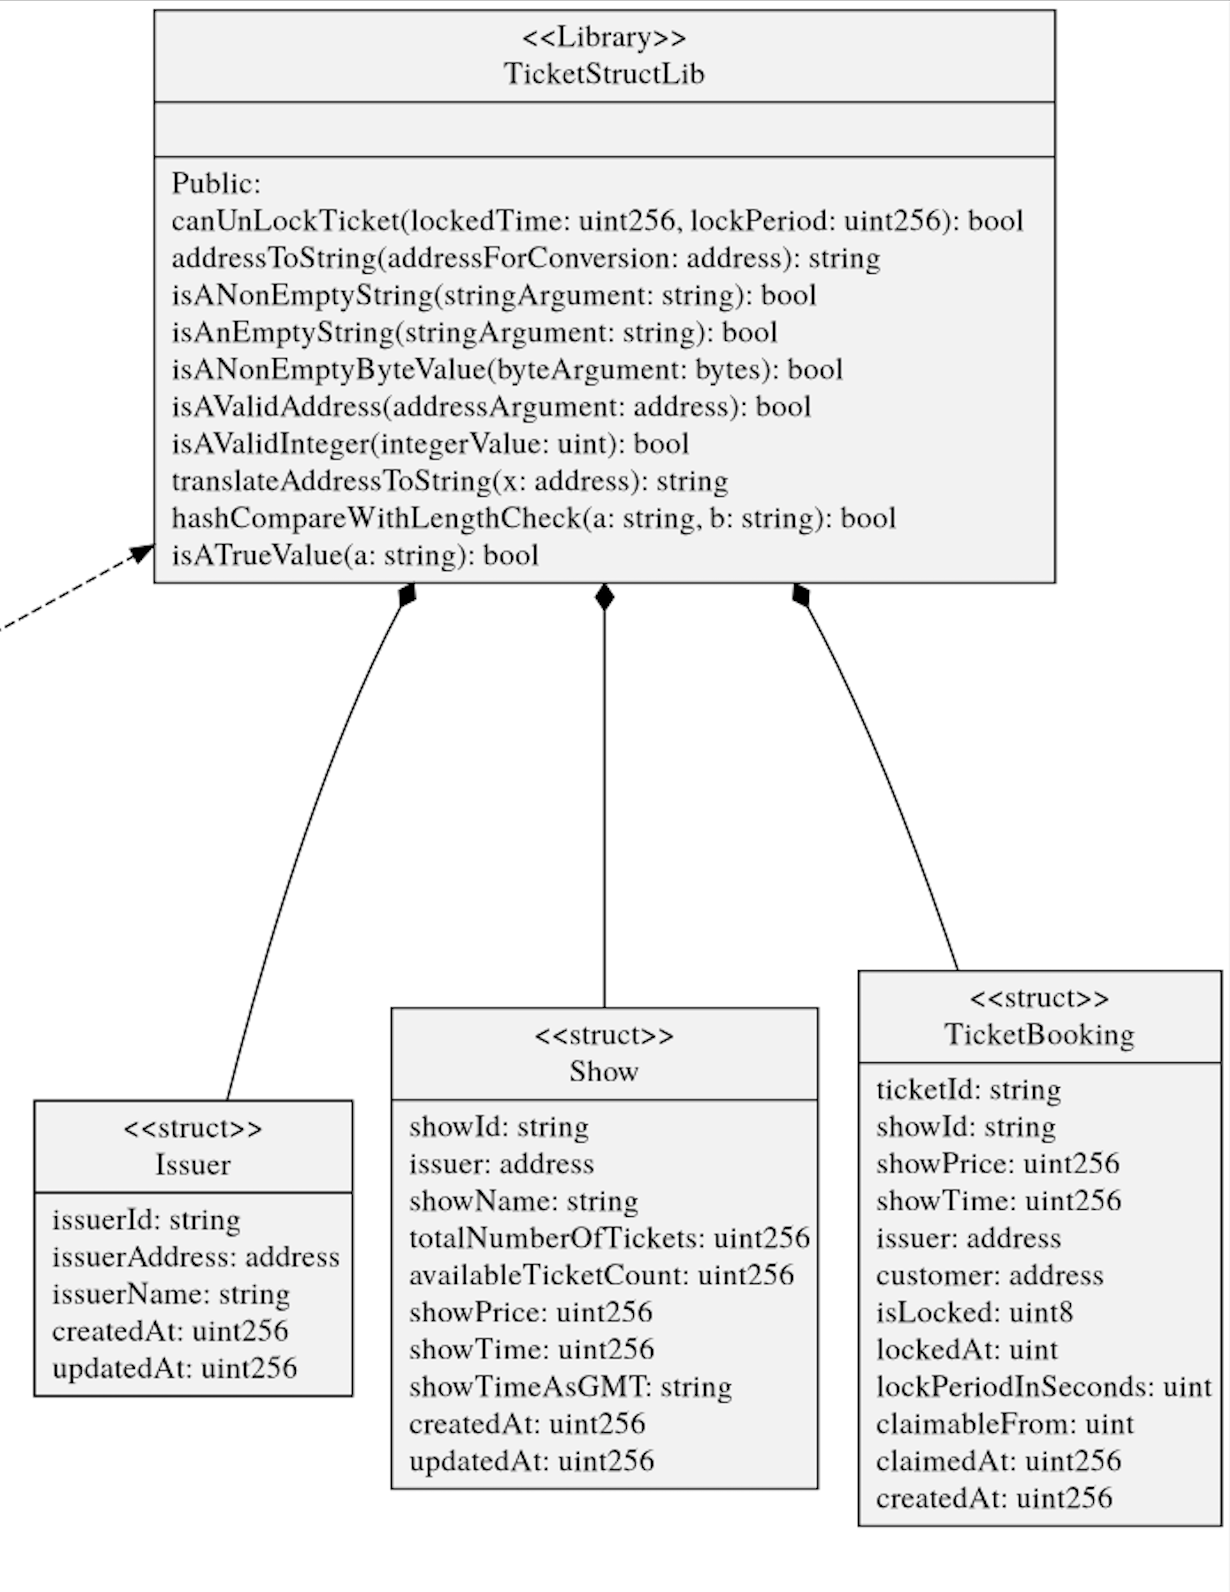 <<Library>>
TicketStructLib
Public:
canUnLockTicket(lockedTime: uint256, lockPeriod: uint256): bool
addressToString(addressForConversion: address): string
isANonEmptyString(stringArgument: string): bool
isAnEmptyString(stringArgument: string): bool
isANonEmptyByteValue(byteArgument: bytes): bool
isAValidAddress(addressArgument: address): bool
isAValidInteger(integerValue: uint): bool
translateAddressToString(x: address): string
hashCompareWithLengthCheck(a: string, b: string): bool
isATrueValue(a: string): bool
<<struct>>
Issuer
issuerId: string
issuerAddress: address
issuerName: string
createdAt: uint256
updatedAt: uint256
<<struct>>
Show
showId: string
issuer: address
showName: string
totalNumberOfTickets: uint256
availableTicketCount: uint256
showPrice: uint256
showTime: uint256
showTimeAsGMT: string
createdAt: uint256
updatedAt: uint256
<<struct>>
TicketBooking
ticketId: string
showId: string
showPrice: uint256
showTime: uint256
issuer: address
customer: address
isLocked: uint8
lockedAt: uint
lockPeriodInSeconds: uint
claimableFrom: uint
claimedAt: uint256
createdAt: uint256